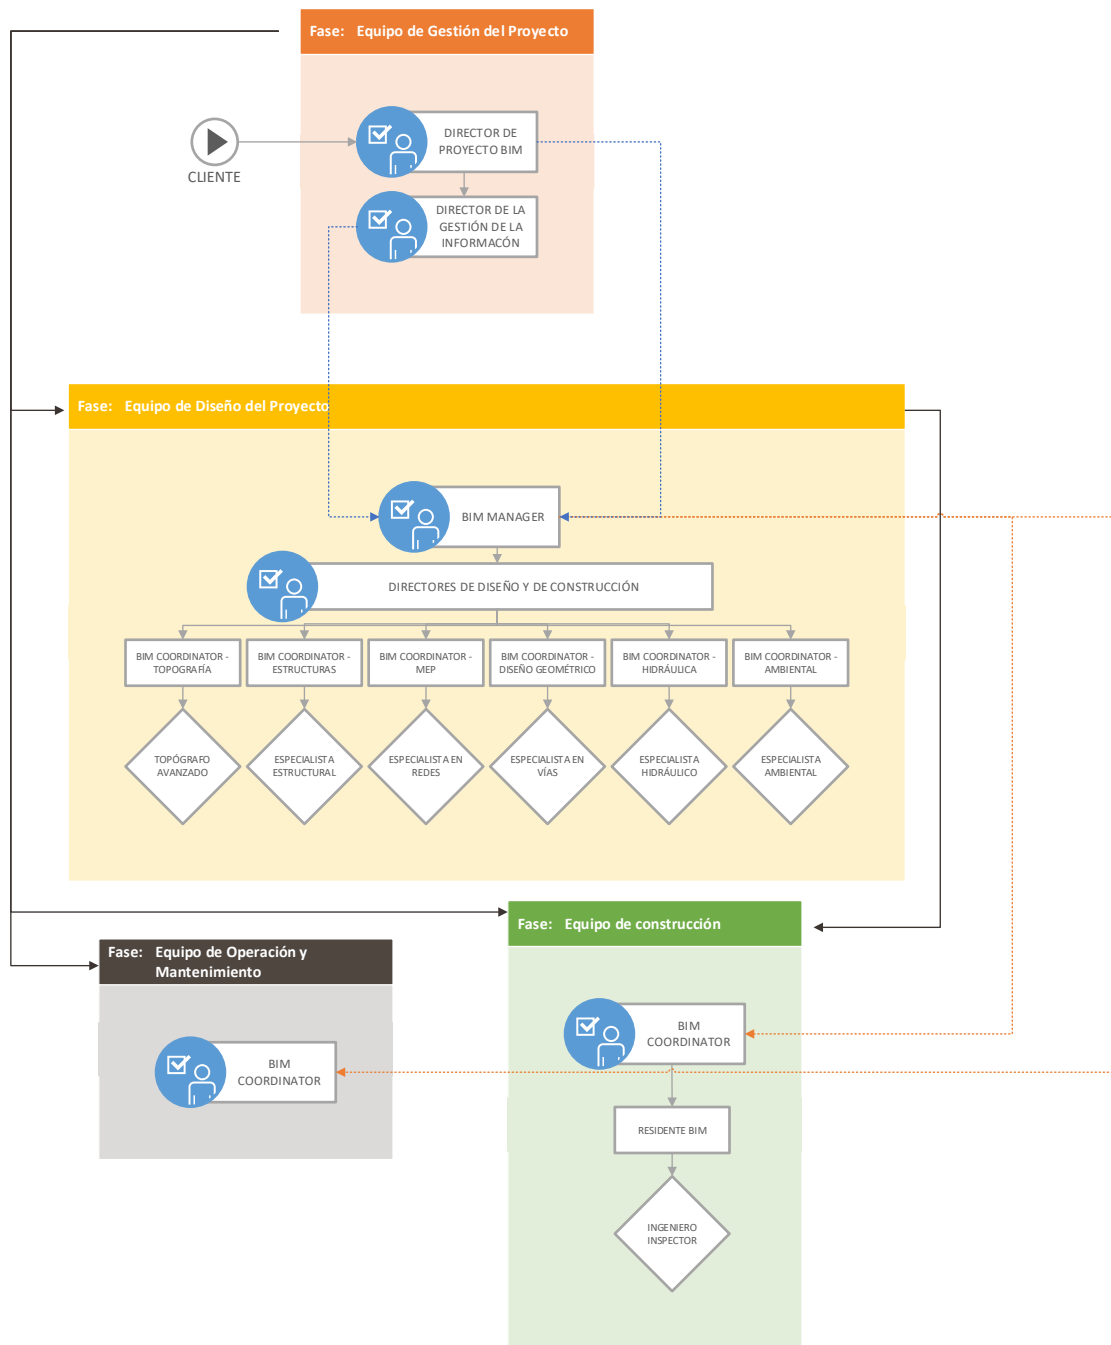 Fase: Equipo de Gestión del Proyecto
DIRECTOR DE
PROYECTO BIM
CLIENTE
DIRECTOR DE LA
GESTIÓN DE LA
INFORMACÓN
Fase: Equipo de Diseño del Proyecto
BIM MANAGER
DIRECTORES DE DISEÑO Y DE CONSTRUCCIÓN
BIM COORDINATOR -
TOPOGRAFÍA
BIM COORDINATOR -
ESTRUCTURAS
BIM COORDINATOR -
MEP
BIM COORDINATOR -
DISEÑO GEOMÉTRICO
BIM COORDINATOR -
HIDRÁULICA
BIM COORDINATOR -
AMBIENTAL
TOPÓGRAFO
AVANZADO
ESPECIALISTA
ESTRUCTURAL
ESPECIALISTA EN
REDES
ESPECIALISTA EN
VÍAS
ESPECIALISTA
HIDRÁULICO
ESPECIALISTA
AMBIENTAL
Fase: Equipo de construcción
Fase: Equipo de Operación y
Mantenimiento
BIM
COORDINATOR
BIM
COORDINATOR
RESIDENTE BIM
INGENIERO
INSPECTOR